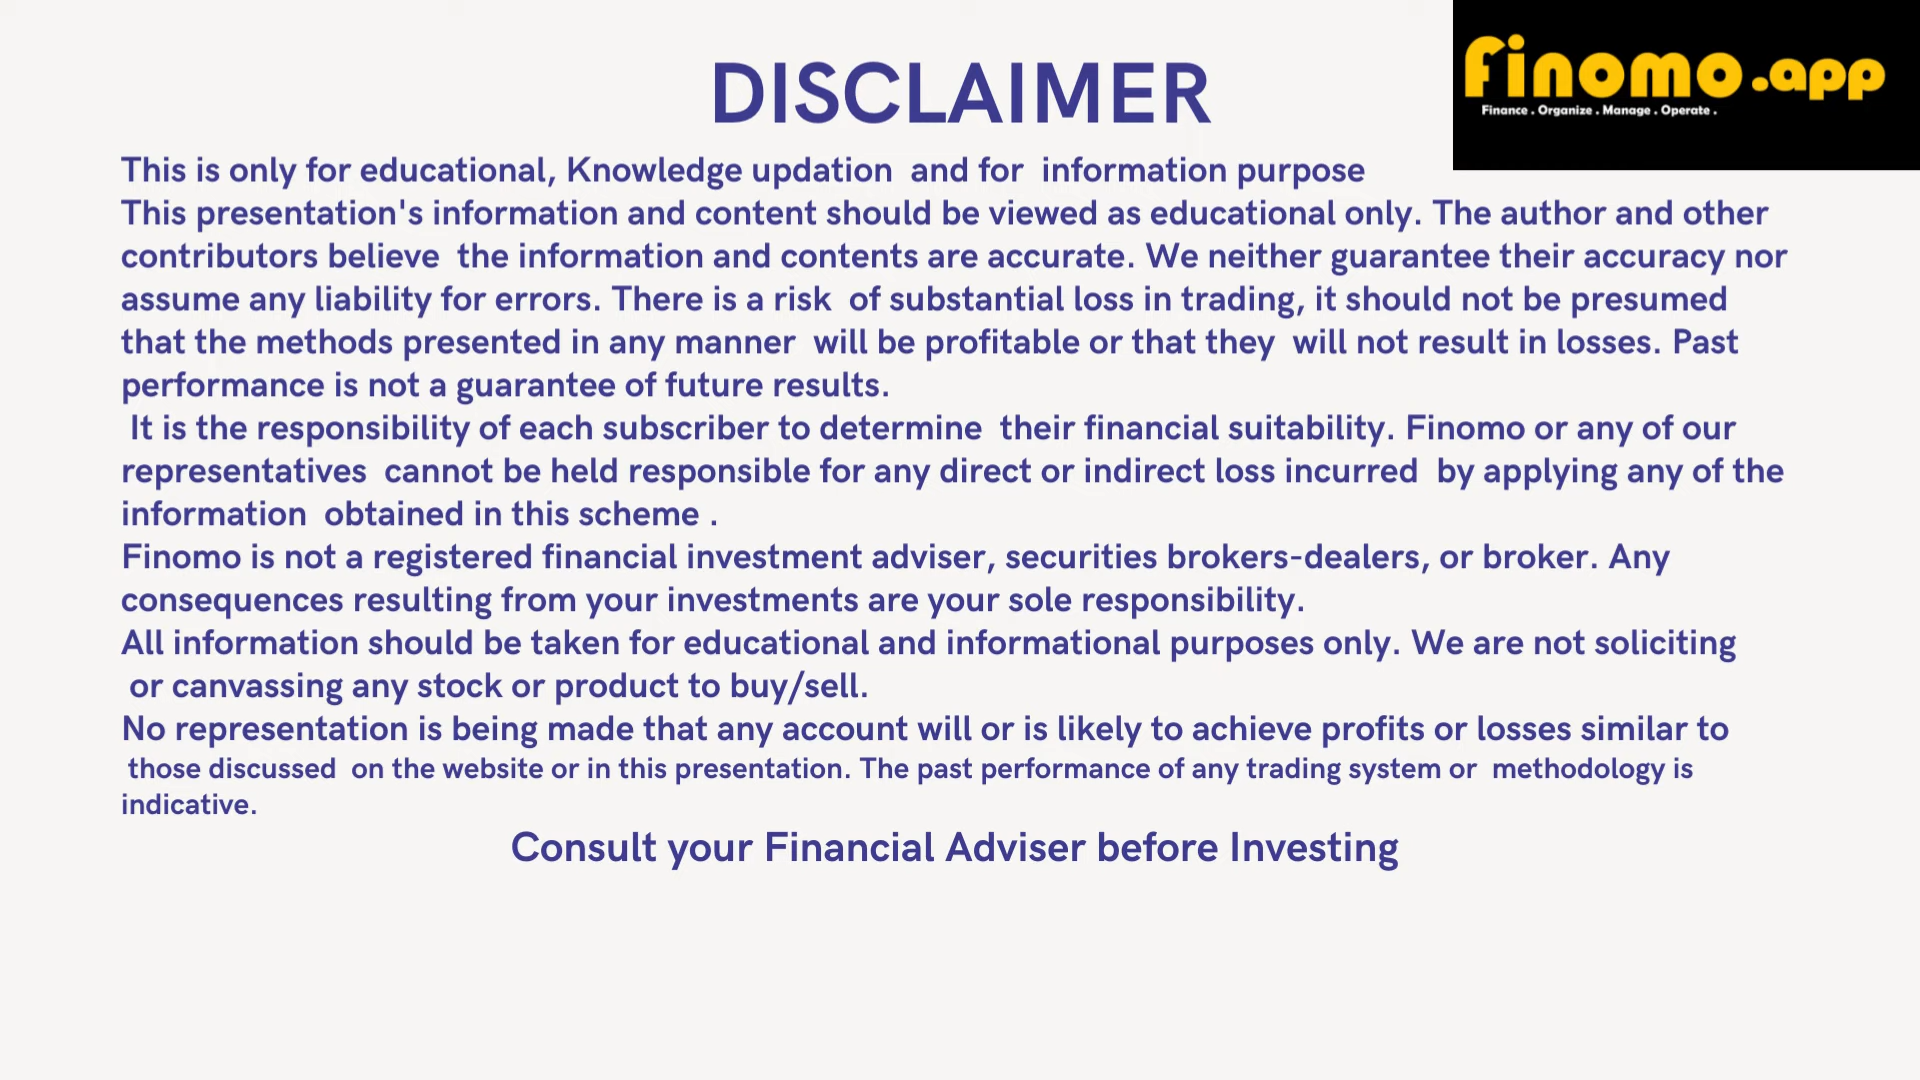 Finomo.app
Finance . Organize . Manage . Operate .
DISCLAIMER
This is only for educational, Knowledge updation  and for  information purpose
This presentation's information and content should be viewed as educational only. The author and other
contributors believe  the information and contents are accurate. We neither guarantee their accuracy nor
assume any liability for errors. There is a risk  of substantial loss in trading, it should not be presumed
that the methods presented in any manner  will be profitable or that they  will not result in losses. Past
performance is not a guarantee of future results.
It is the responsibility of each subscriber to determine  their financial suitability. Finomo or any of our
representatives  cannot be held responsible for any direct or indirect loss incurred  by applying any of the
information  obtained in this scheme .
Finomo is not a registered financial investment adviser, securities brokers-dealers, or broker. Any
consequences resulting from your investments are your sole responsibility.
All information should be taken for educational and informational purposes only. We are not soliciting
or canvassing any stock or product to buy/sell.
No representation is being made that any account will or is likely to achieve profits or losses similar to
those discussed  on the website or in this presentation. The past performance of any trading system or  methodology is
indicative.
Consult your Financial Adviser before Investing